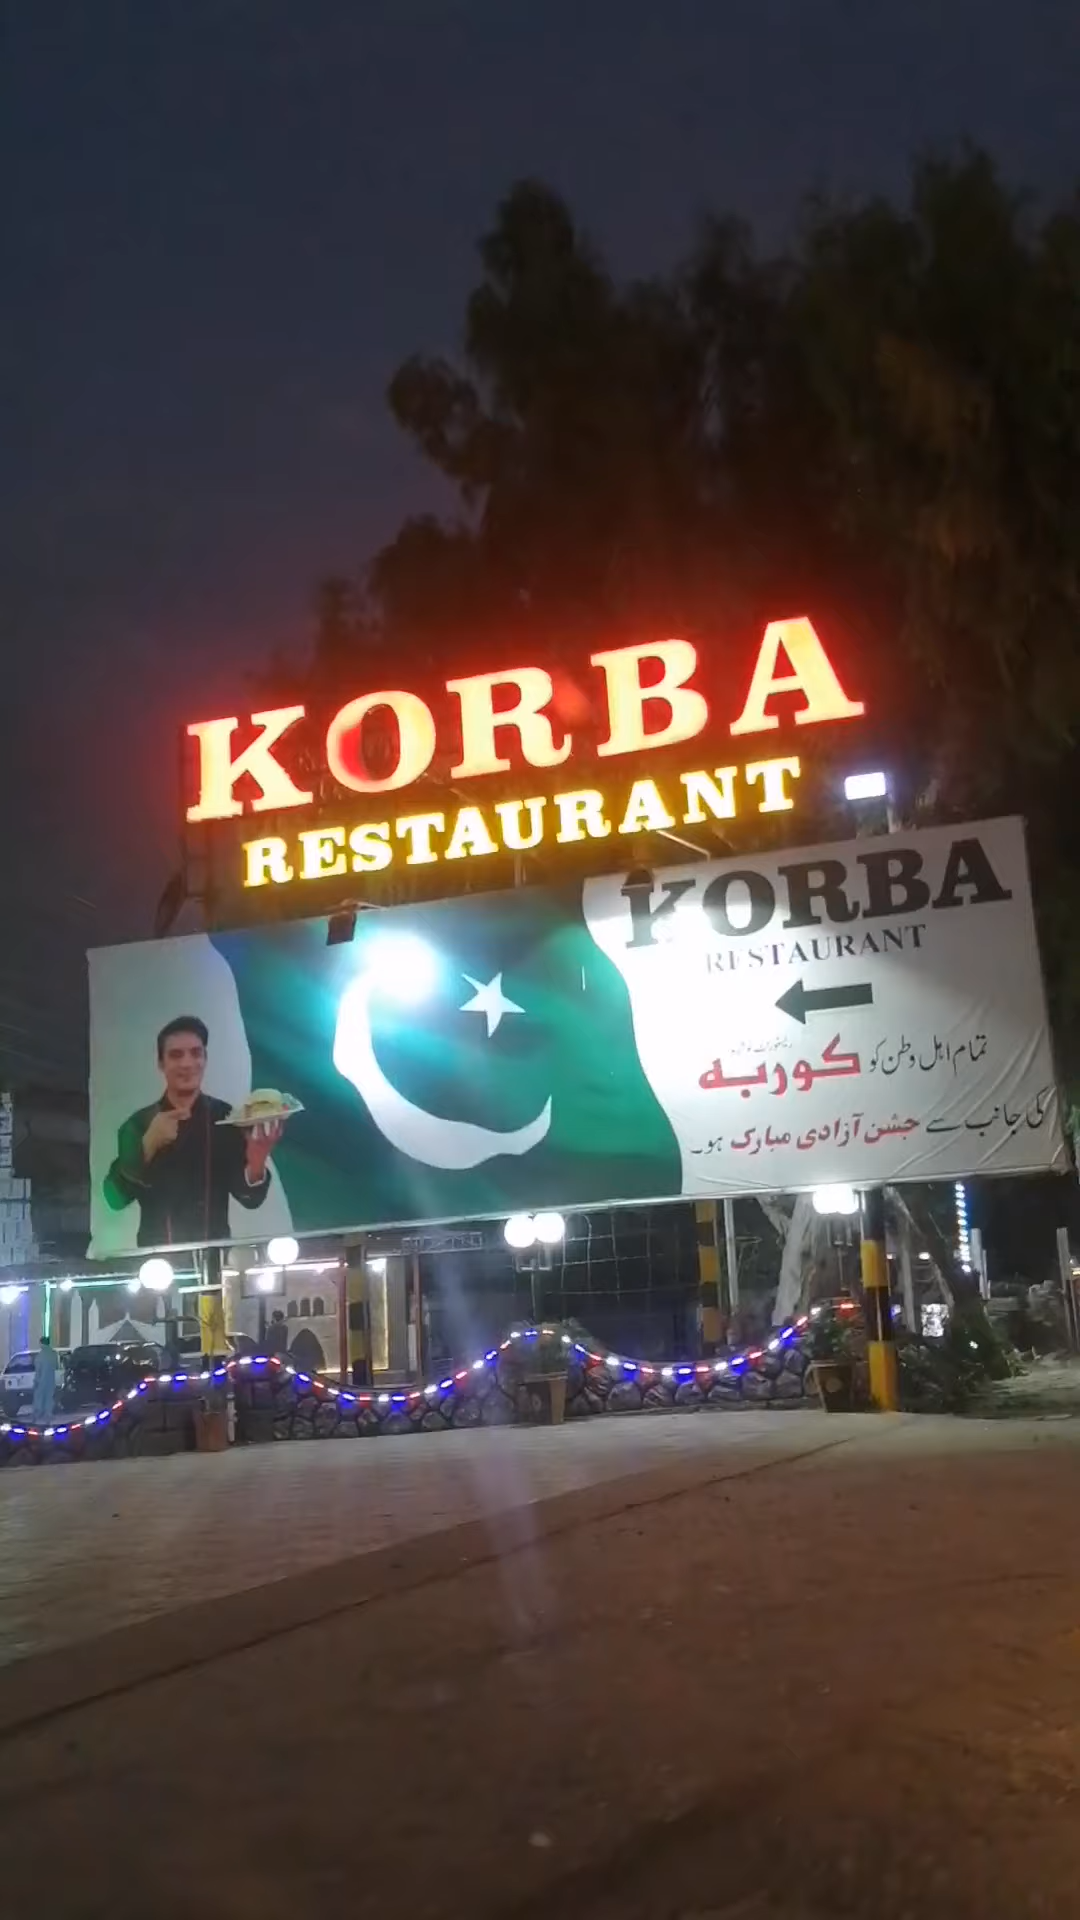 KORBA
RESTAURANT
KORBA
RESTAURANT
تمام اہل وطن کو کوربہ
کی جانب سے جشن آزادی مبارک ہو۔